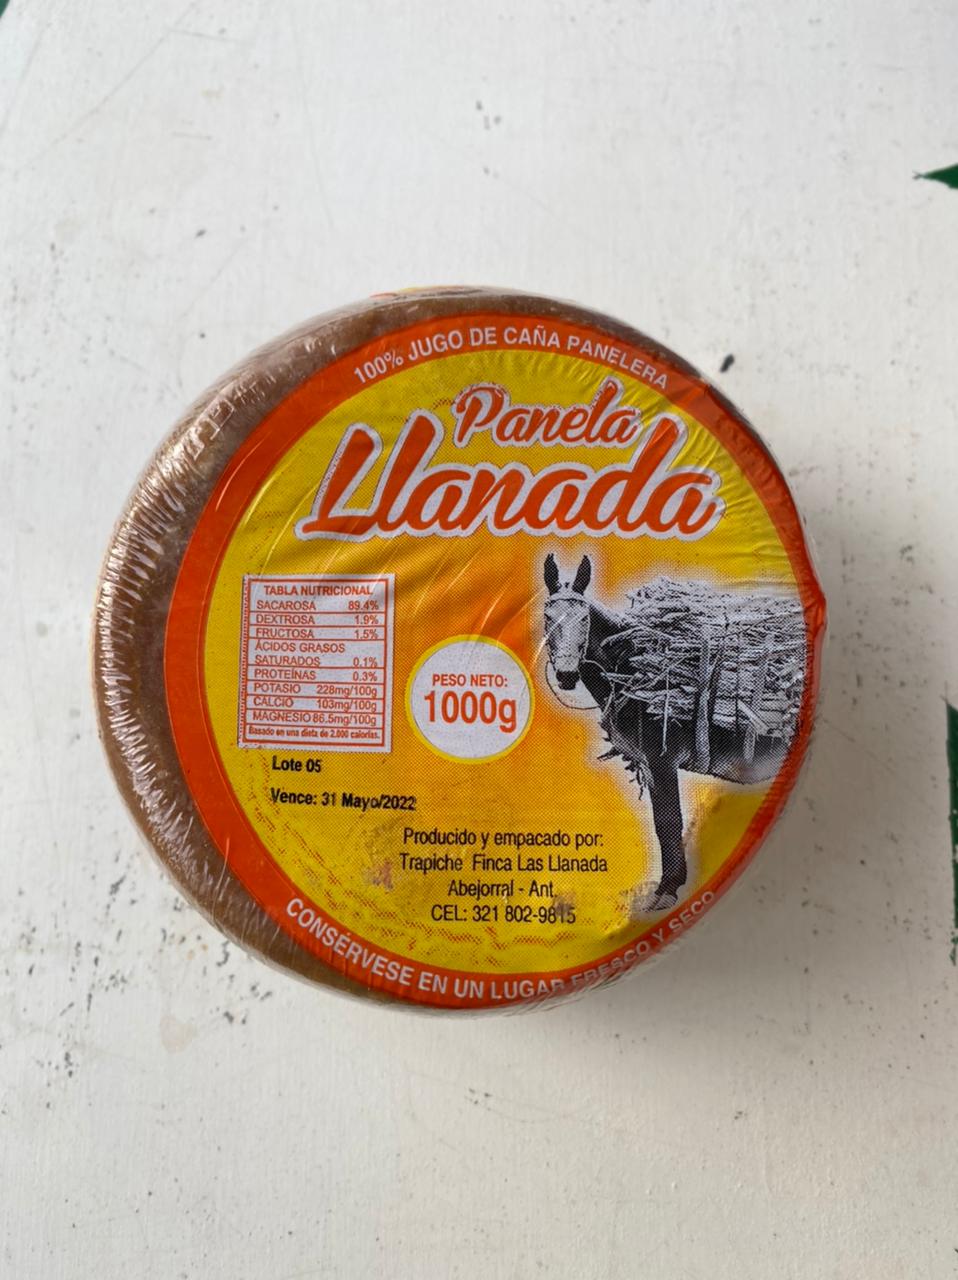 100% JUGO DE CAÑA PANELERA
Panela
Llanada
TABLA NUTRICIONAL
SACAROSA 89.4%
DEXTROSA 1.9%
FRUCTOSA 1.5%
ÁCIDOS GRASOS
SATURADOS 0.1%
PROTEÍNAS 0.3%
POTASIO 228mg/100g
CALCIO 103mg/100g
MAGNESIO 86.5mg/100g
Basado en una dieta de 2.000 calorías.
PESO NETO:
1000g
Lote 05
Vence: 31 Mayo/2022
Producido y empacado por:
Trapiche Finca Las Llanada
Abejorral - Ant.
CEL: 321 802-9815
CONSÉRVESE EN UN LUGAR FRESCO Y SECO